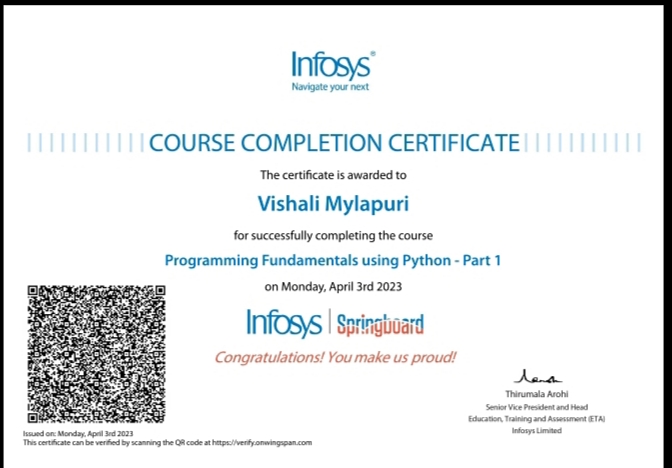 Infosys®
Navigate your next
COURSE COMPLETION CERTIFICATE
The certificate is awarded to
Vishali Mylapuri
for successfully completing the course
Programming Fundamentals using Python - Part 1
on Monday, April 3rd 2023
Infosys | Springboard
Congratulations! You make us proud!
Thirumala Arohi
Senior Vice President and Head
Education, Training and Assessment (ETA)
Infosys Limited
Issued on: Monday, April 3rd 2023
This certificate can be verified by scanning the QR code at https://verify.onwingspan.com